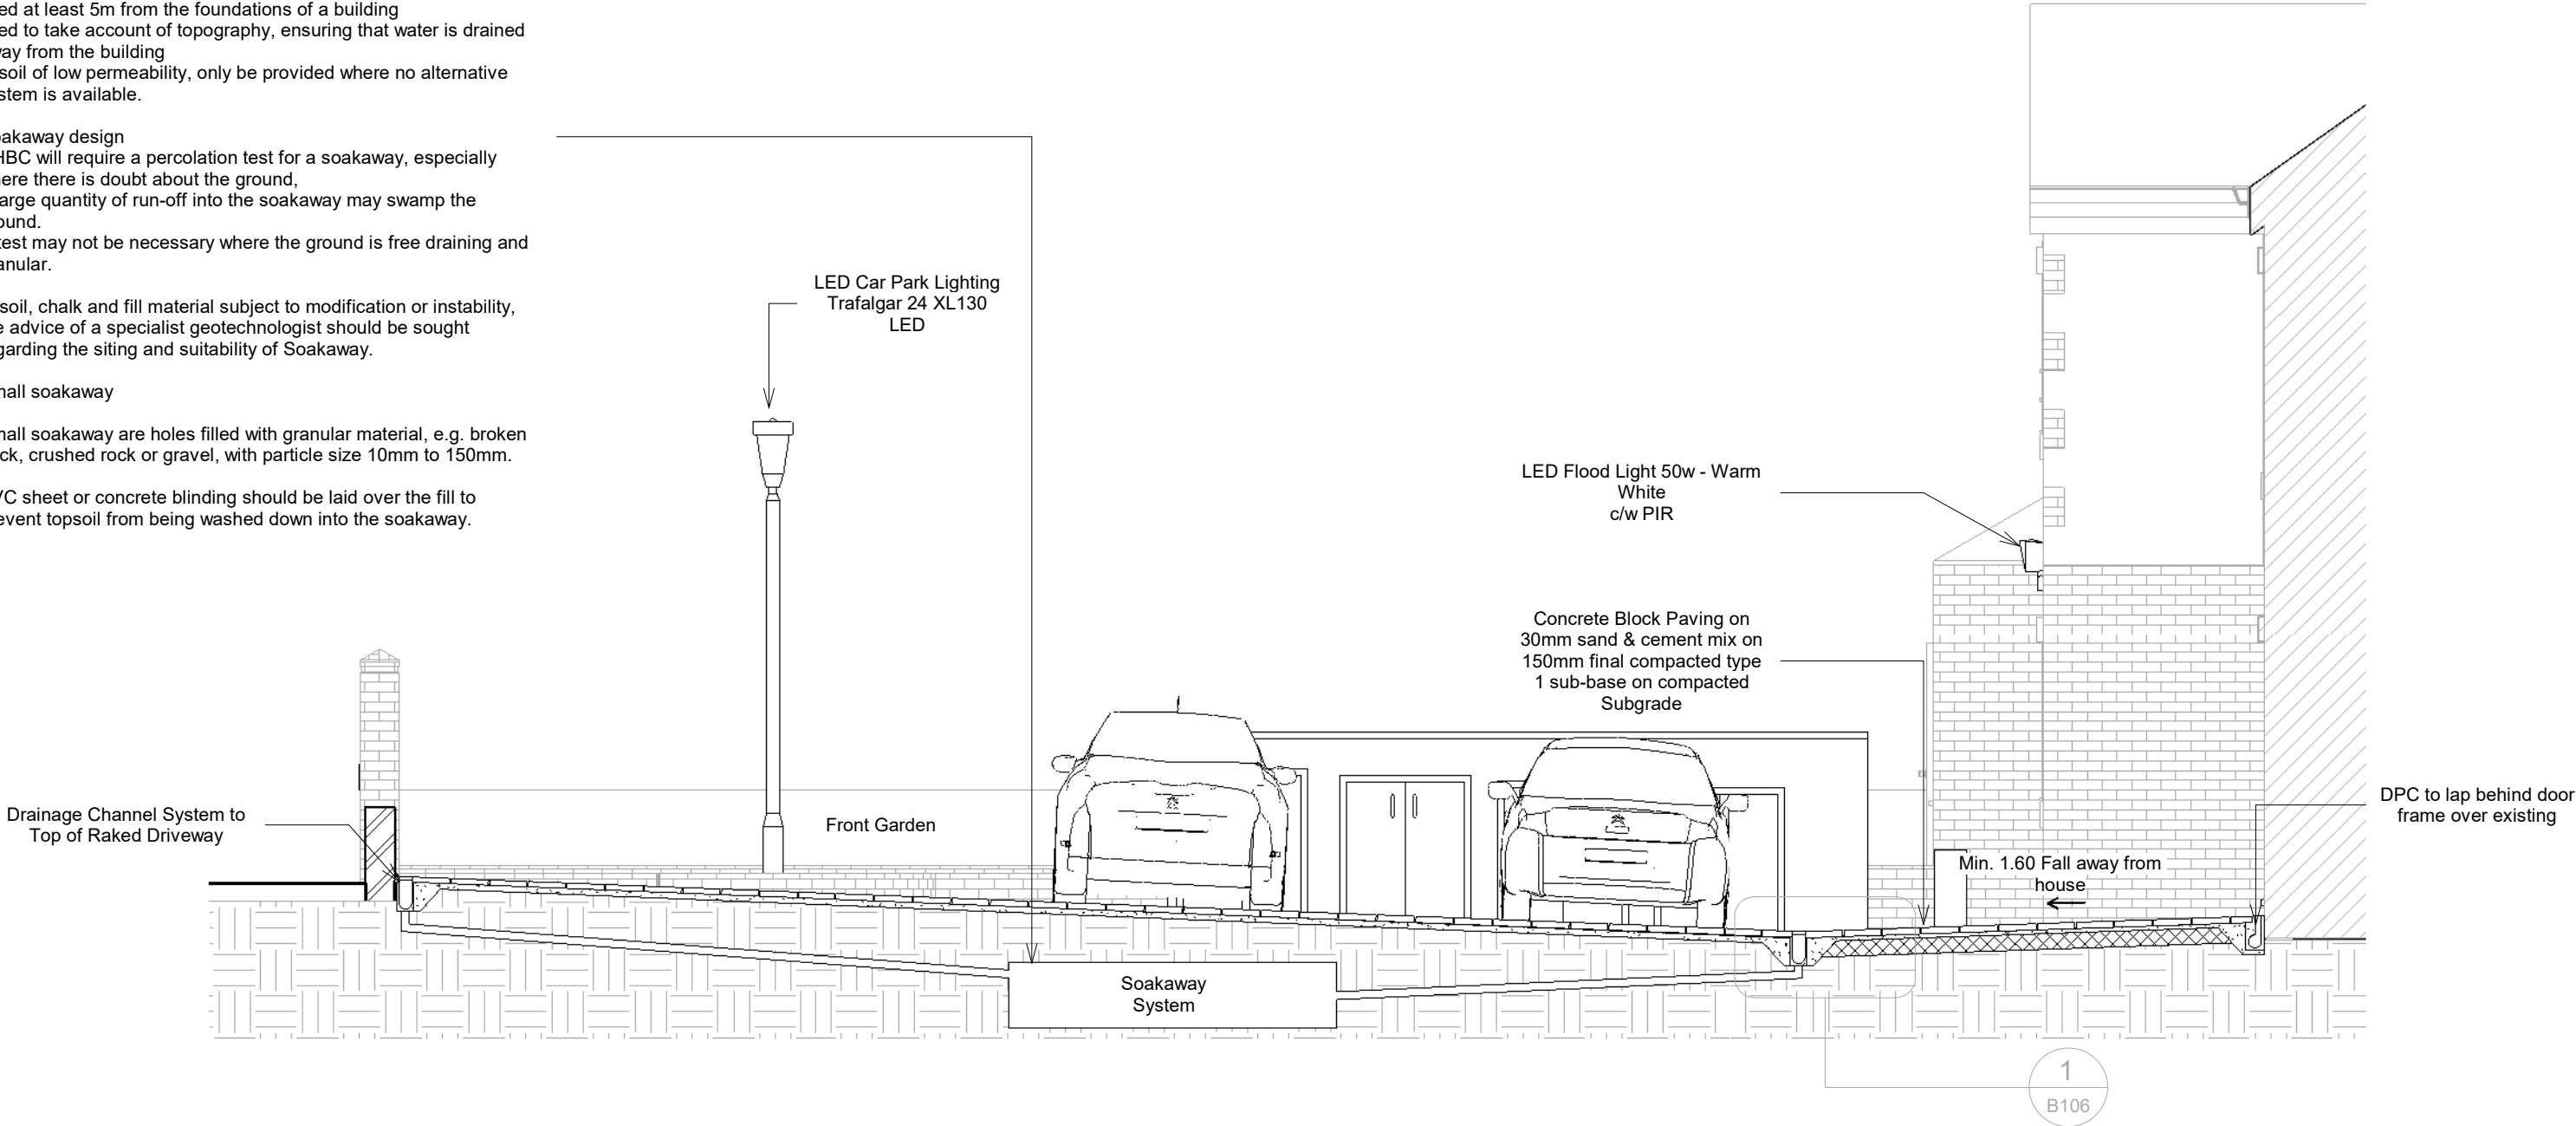 ed at least 5m from the foundations of a building
ed to take account of topography, ensuring that water is drained
way from the building
soil of low permeability, only be provided where no alternative
stem is available.
oakaway design
HBC will require a percolation test for a soakaway, especially
here there is doubt about the ground,
large quantity of run-off into the soakaway may swamp the
ound.
test may not be necessary where the ground is free draining and
anular.
soil, chalk and fill material subject to modification or instability,
e advice of a specialist geotechnologist should be sought
garding the siting and suitability of Soakaway.
mall soakaway
mall soakaway are holes filled with granular material, e.g. broken
ick, crushed rock or gravel, with particle size 10mm to 150mm.
VC sheet or concrete blinding should be laid over the fill to
event topsoil from being washed down into the soakaway.
LED Car Park Lighting
Trafalgar 24 XL130
LED
LED Flood Light 50w - Warm
White
c/w PIR
Concrete Block Paving on
30mm sand & cement mix on
150mm final compacted type
1 sub-base on compacted
Subgrade
Drainage Channel System to
Top of Raked Driveway
Front Garden
DPC to lap behind door
frame over existing
Min. 1.60 Fall away from
house
Soakaway
System
1
B106